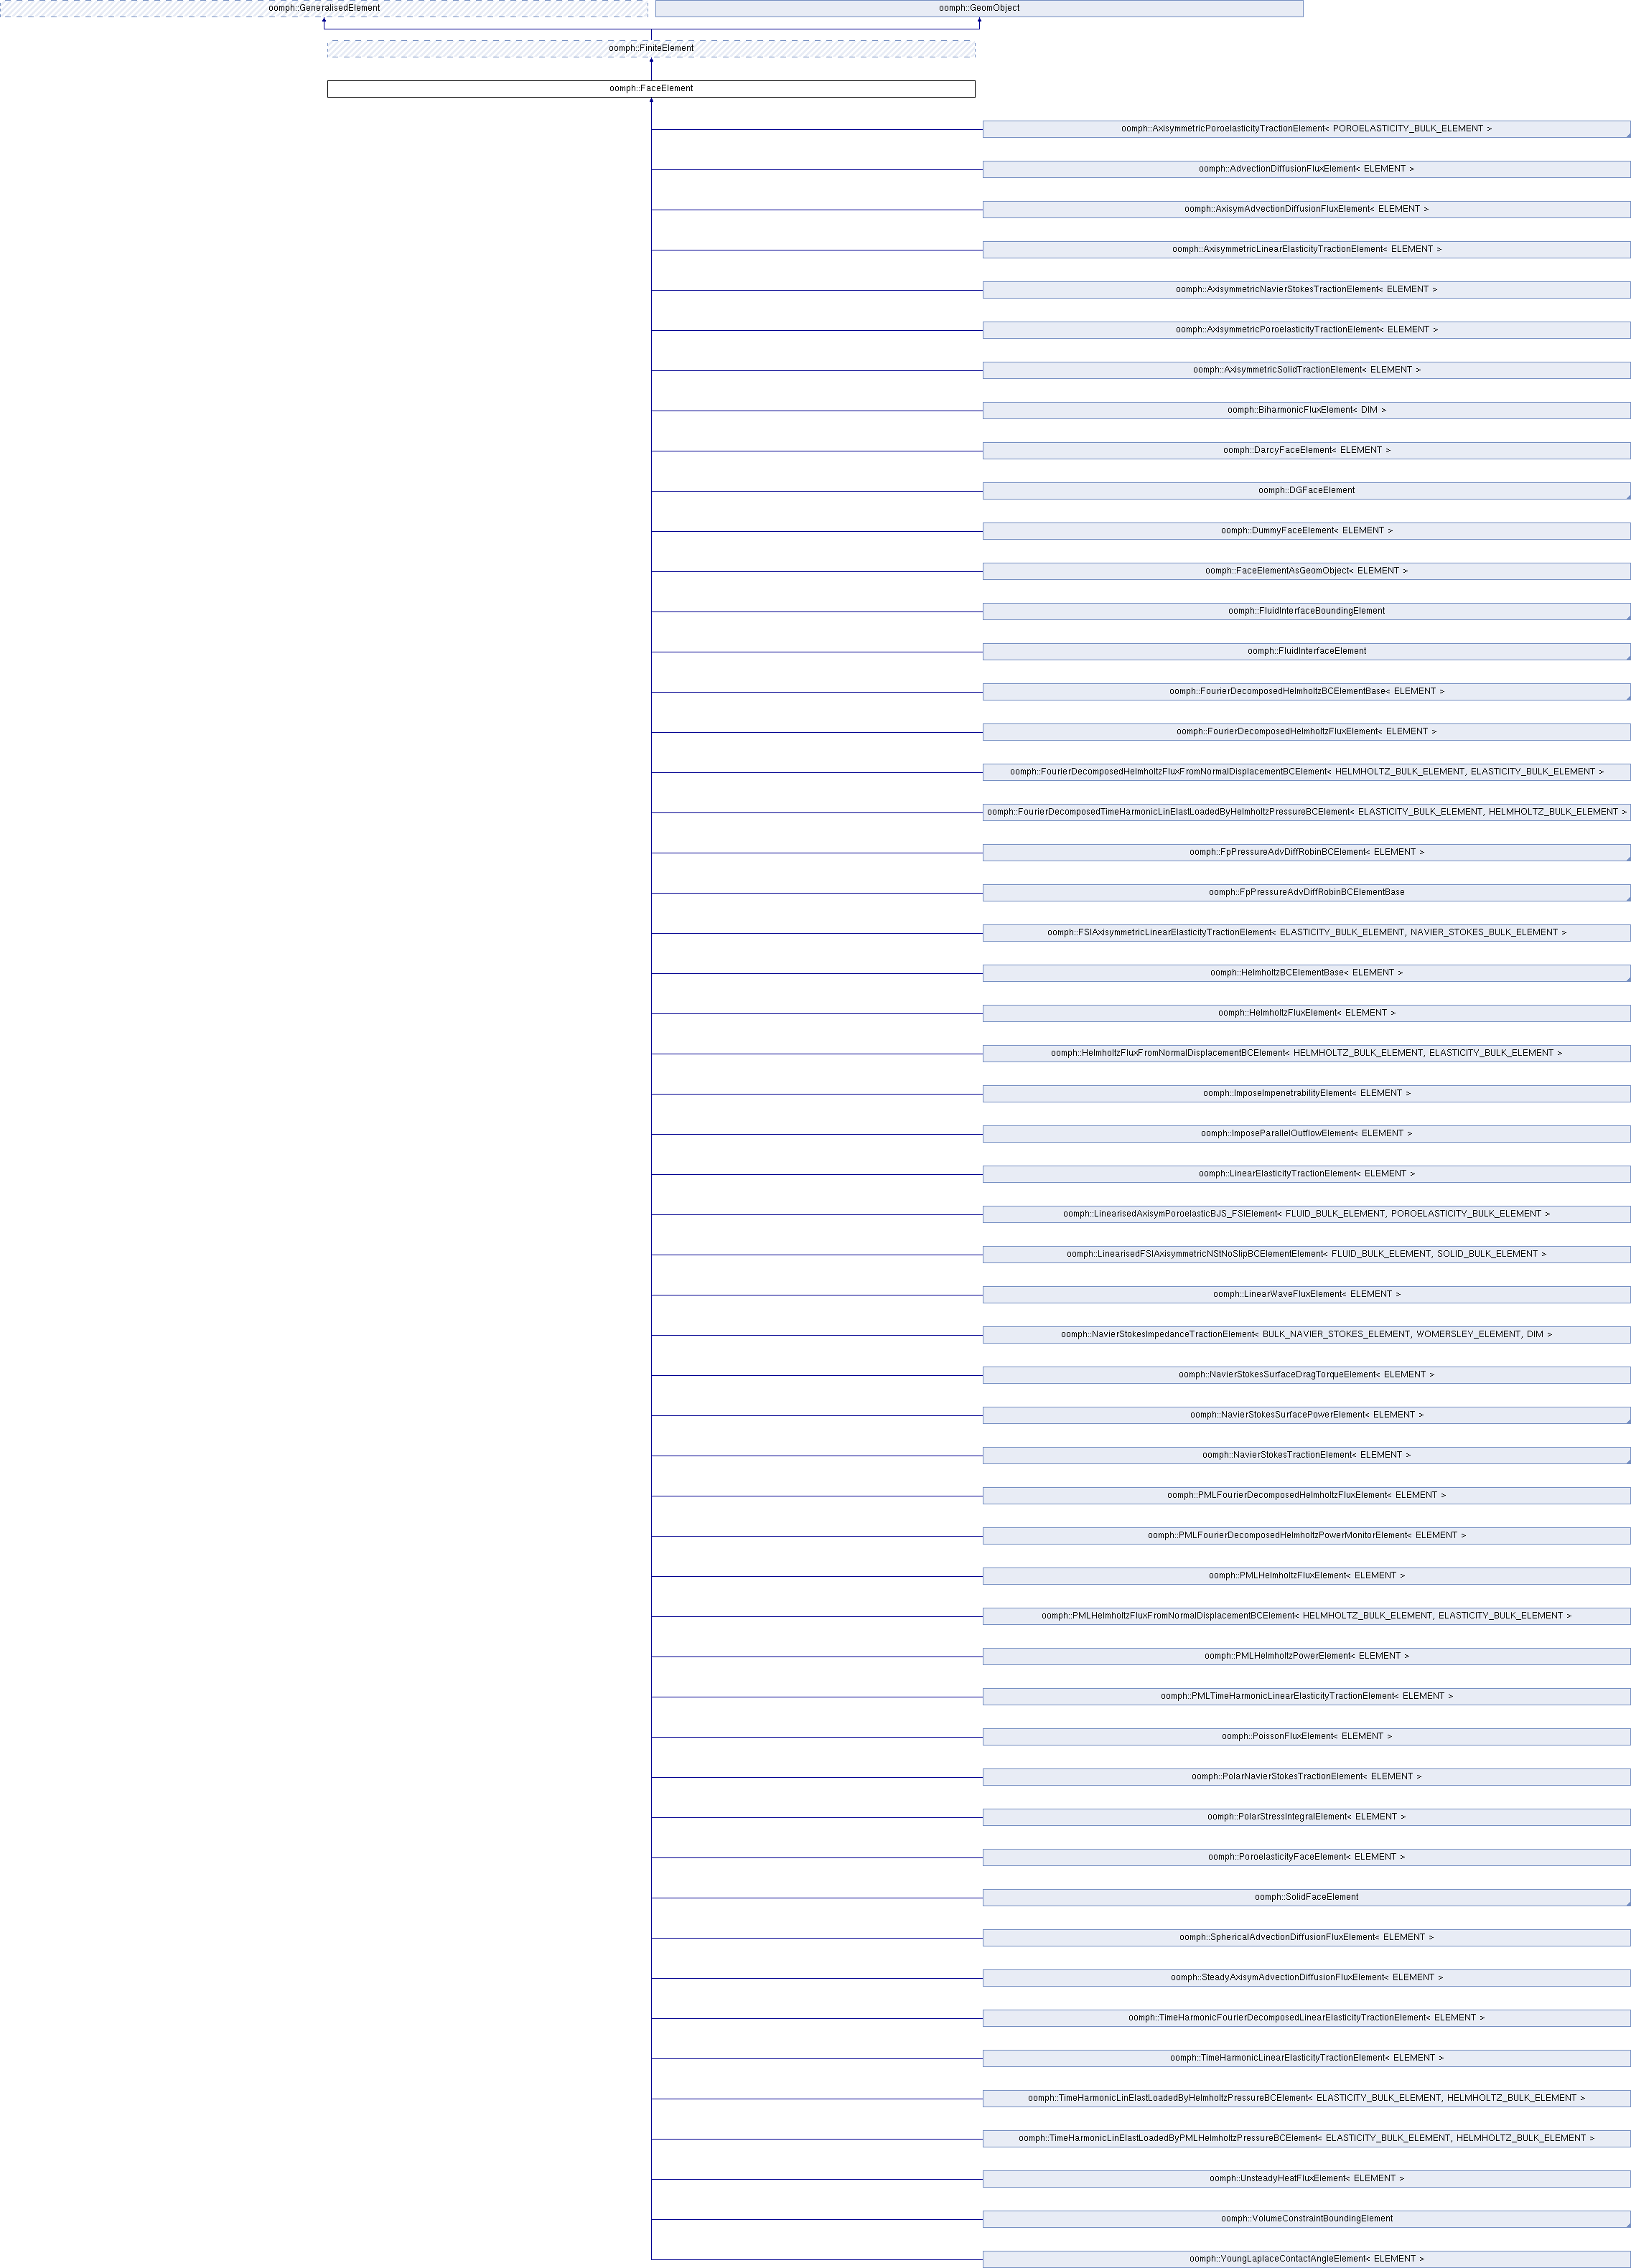 oomph::GeneralisedElement
oomph::GeomObject
oomph::FiniteElement
oomph::FaceElement
oomph::AxisymmetricPoroelasticityTractionElement< POROELASTICITY_BULK_ELEMENT >
oomph::AdvectionDiffusionFluxElement< ELEMENT >
oomph::AxisymAdvectionDiffusionFluxElement< ELEMENT >
oomph::AxisymmetricLinearElasticityTractionElement< ELEMENT >
oomph::AxisymmetricNavierStokesTractionElement< ELEMENT >
oomph::AxisymmetricPoroelasticityTractionElement< ELEMENT >
oomph::AxisymmetricSolidTractionElement< ELEMENT >
oomph::BiharmonicFluxElement< DIM >
oomph::DarcyFaceElement< ELEMENT >
oomph::DGFaceElement
oomph::DummyFaceElement< ELEMENT >
oomph::FaceElementAsGeomObject< ELEMENT >
oomph::FluidInterfaceBoundingElement
oomph::FluidInterfaceElement
oomph::FourierDecomposedHelmholtzBCElementBase< ELEMENT >
oomph::FourierDecomposedHelmholtzFluxElement< ELEMENT >
oomph::FourierDecomposedHelmholtzFluxFromNormalDisplacementBCElement< HELMHOLTZ_BULK_ELEMENT, ELASTICITY_BULK_ELEMENT >
oomph::FourierDecomposedTimeHarmonicLinElastLoadedByHelmholtzPressureBCElement< ELASTICITY_BULK_ELEMENT, HELMHOLTZ_BULK_ELEMENT >
oomph::FpPressureAdvDiffRobinBCElement< ELEMENT >
oomph::FpPressureAdvDiffRobinBCElementBase
oomph::FSIAxisymmetricLinearElasticityTractionElement< ELASTICITY_BULK_ELEMENT, NAVIER_STOKES_BULK_ELEMENT >
oomph::HelmholtzBCElementBase< ELEMENT >
oomph::HelmholtzFluxElement< ELEMENT >
oomph::HelmholtzFluxFromNormalDisplacementBCElement< HELMHOLTZ_BULK_ELEMENT, ELASTICITY_BULK_ELEMENT >
oomph::ImposeImpenetrabilityElement< ELEMENT >
oomph::ImposeParallelOutflowElement< ELEMENT >
oomph::LinearElasticityTractionElement< ELEMENT >
oomph::LinearisedAxisymPoroelasticBJS_FSIElement< FLUID_BULK_ELEMENT, POROELASTICITY_BULK_ELEMENT >
oomph::LinearisedFSIAxisymmetricNStNoSlipBCElementElement< FLUID_BULK_ELEMENT, SOLID_BULK_ELEMENT >
oomph::LinearWaveFluxElement< ELEMENT >
oomph::NavierStokesImpedanceTractionElement< BULK_NAVIER_STOKES_ELEMENT, WOMERSLEY_ELEMENT, DIM >
oomph::NavierStokesSurfaceDragTorqueElement< ELEMENT >
oomph::NavierStokesSurfacePowerElement< ELEMENT >
oomph::NavierStokesTractionElement< ELEMENT >
oomph::PMLFourierDecomposedHelmholtzFluxElement< ELEMENT >
oomph::PMLFourierDecomposedHelmholtzPowerMonitorElement< ELEMENT >
oomph::PMLHelmholtzFluxElement< ELEMENT >
oomph::PMLHelmholtzFluxFromNormalDisplacementBCElement< HELMHOLTZ_BULK_ELEMENT, ELASTICITY_BULK_ELEMENT >
oomph::PMLHelmholtzPowerElement< ELEMENT >
oomph::PMLTimeHarmonicLinearElasticityTractionElement< ELEMENT >
oomph::PoissonFluxElement< ELEMENT >
oomph::PolarNavierStokesTractionElement< ELEMENT >
oomph::PolarStressIntegralElement< ELEMENT >
oomph::PoroelasticityFaceElement< ELEMENT >
oomph::SolidFaceElement
oomph::SphericalAdvectionDiffusionFluxElement< ELEMENT >
oomph::SteadyAxisymAdvectionDiffusionFluxElement< ELEMENT >
oomph::TimeHarmonicFourierDecomposedLinearElasticityTractionElement< ELEMENT >
oomph::TimeHarmonicLinearElasticityTractionElement< ELEMENT >
oomph::TimeHarmonicLinElastLoadedByHelmholtzPressureBCElement< ELASTICITY_BULK_ELEMENT, HELMHOLTZ_BULK_ELEMENT >
oomph::TimeHarmonicLinElastLoadedByPMLHelmholtzPressureBCElement< ELASTICITY_BULK_ELEMENT, HELMHOLTZ_BULK_ELEMENT >
oomph::UnsteadyHeatFluxElement< ELEMENT >
oomph::VolumeConstraintBoundingElement
oomph::YoungLaplaceContactAngleElement< ELEMENT >